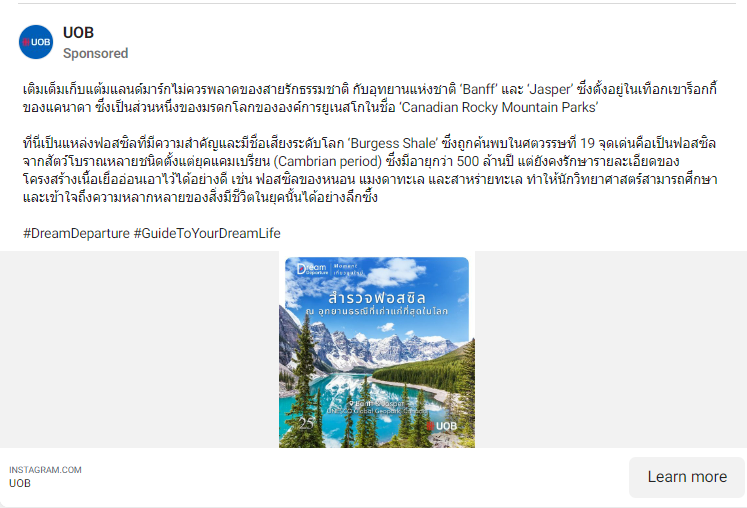 UOB
UOB
Sponsored
เติมเต็มเก็บแต้มแลนด์มาร์กไม่ควรพลาดของสายรักธรรมชาติ กับอุทยานแห่งชาติ ‘Banff’ และ ‘Jasper’ ซึ่งตั้งอยู่ในเทือกเขาร็อกกี้
ของแคนาดา ซึ่งเป็นส่วนหนึ่งของมรดกโลกขององค์การยูเนสโกในชื่อ ‘Canadian Rocky Mountain Parks’
ที่นี่เป็นแหล่งฟอสซิลที่มีความสำคัญและมีชื่อเสียงระดับโลก ‘Burgess Shale’ ซึ่งถูกค้นพบในศตวรรษที่ 19 จุดเด่นคือเป็นฟอสซิล
จากสัตว์โบราณหลายชนิดตั้งแต่ยุคแคมเบรียน (Cambrian period) ซึ่งมีอายุกว่า 500 ล้านปี แต่ยังคงรักษารายละเอียดของ
โครงสร้างเนื้อเยื่ออ่อนเอาไว้ได้อย่างดี เช่น ฟอสซิลของหนอน แมงดาทะเล และสาหร่ายทะเล ทำให้นักวิทยาศาสตร์สามารถศึกษา
และเข้าใจถึงความหลากหลายของสิ่งมีชีวิตในยุคนั้นได้อย่างลึกซึ้ง
#DreamDeparture #GuideToYourDreamLife
Dream
Departure
Moment
สำรวจฟอสซิล
ณ อุทยานธรณีที่เก่าแก่ที่สุดในโลก
Banff & Jasper
UNESCO Global Geopark, Canada
25
UOB
INSTAGRAM.COM
UOB
Learn more